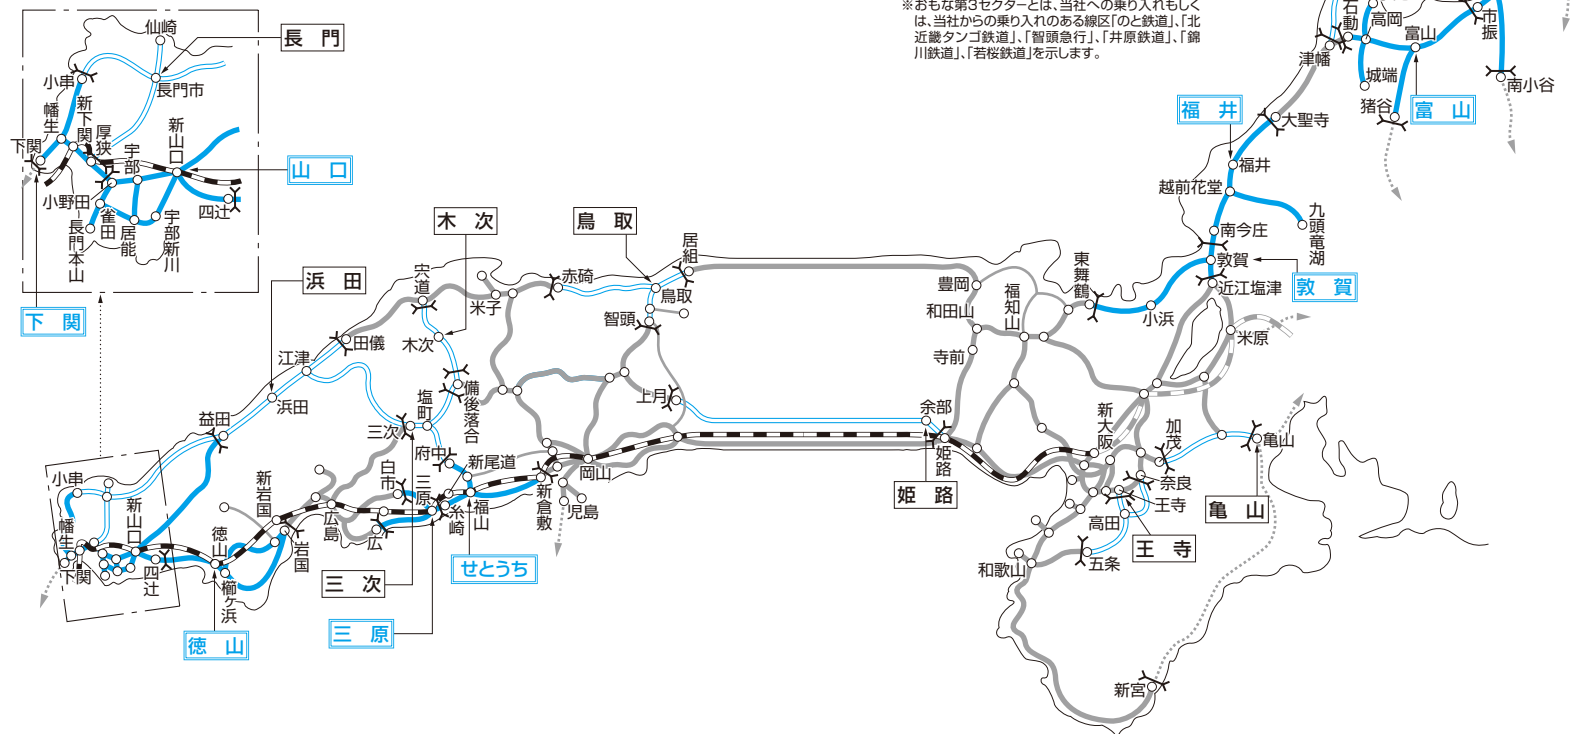 ※おもな第3セクターとは、当社への乗り入れもしく
は、当社からの乗り入れのある線区「のと鉄道」、「北
近畿タンゴ鉄道」、「智頭急行」、「井原鉄道」、「錦
川鉄道」、「若桜鉄道」を示します。
仙崎
長門
小串
長門市
幡生
新下関
厚狭
宇部
新山口
下関
山口
小野田
雀田
居能
宇部新川
四辻
長門本山
下関
石動
高岡
富山
市振
津幡
城端
猪谷
南小谷
富山
福井
大聖寺
福井
越前花堂
九頭竜湖
南今庄
敦賀
敦賀
近江塩津
木次
鳥取
浜田
宍道
米子
赤碕
居組
鳥取
智頭
豊岡
和田山
福知山
東舞鶴
小浜
米原
寺前
田儀
木次
江津
浜田
備後落合
上月
塩町
三次
益田
府中
余部
姫路
新大阪
加茂
亀山
新尾道
岡山
小串
新岩国
白市
三原
糸崎
福山
新倉敷
児島
姫路
奈良
王寺
亀山
高田
王寺
幡生
新山口
徳山
岩国
広島
広
下関
四辻
櫛ヶ浜
三次
せとうち
和歌山
五条
徳山
三原
新宮